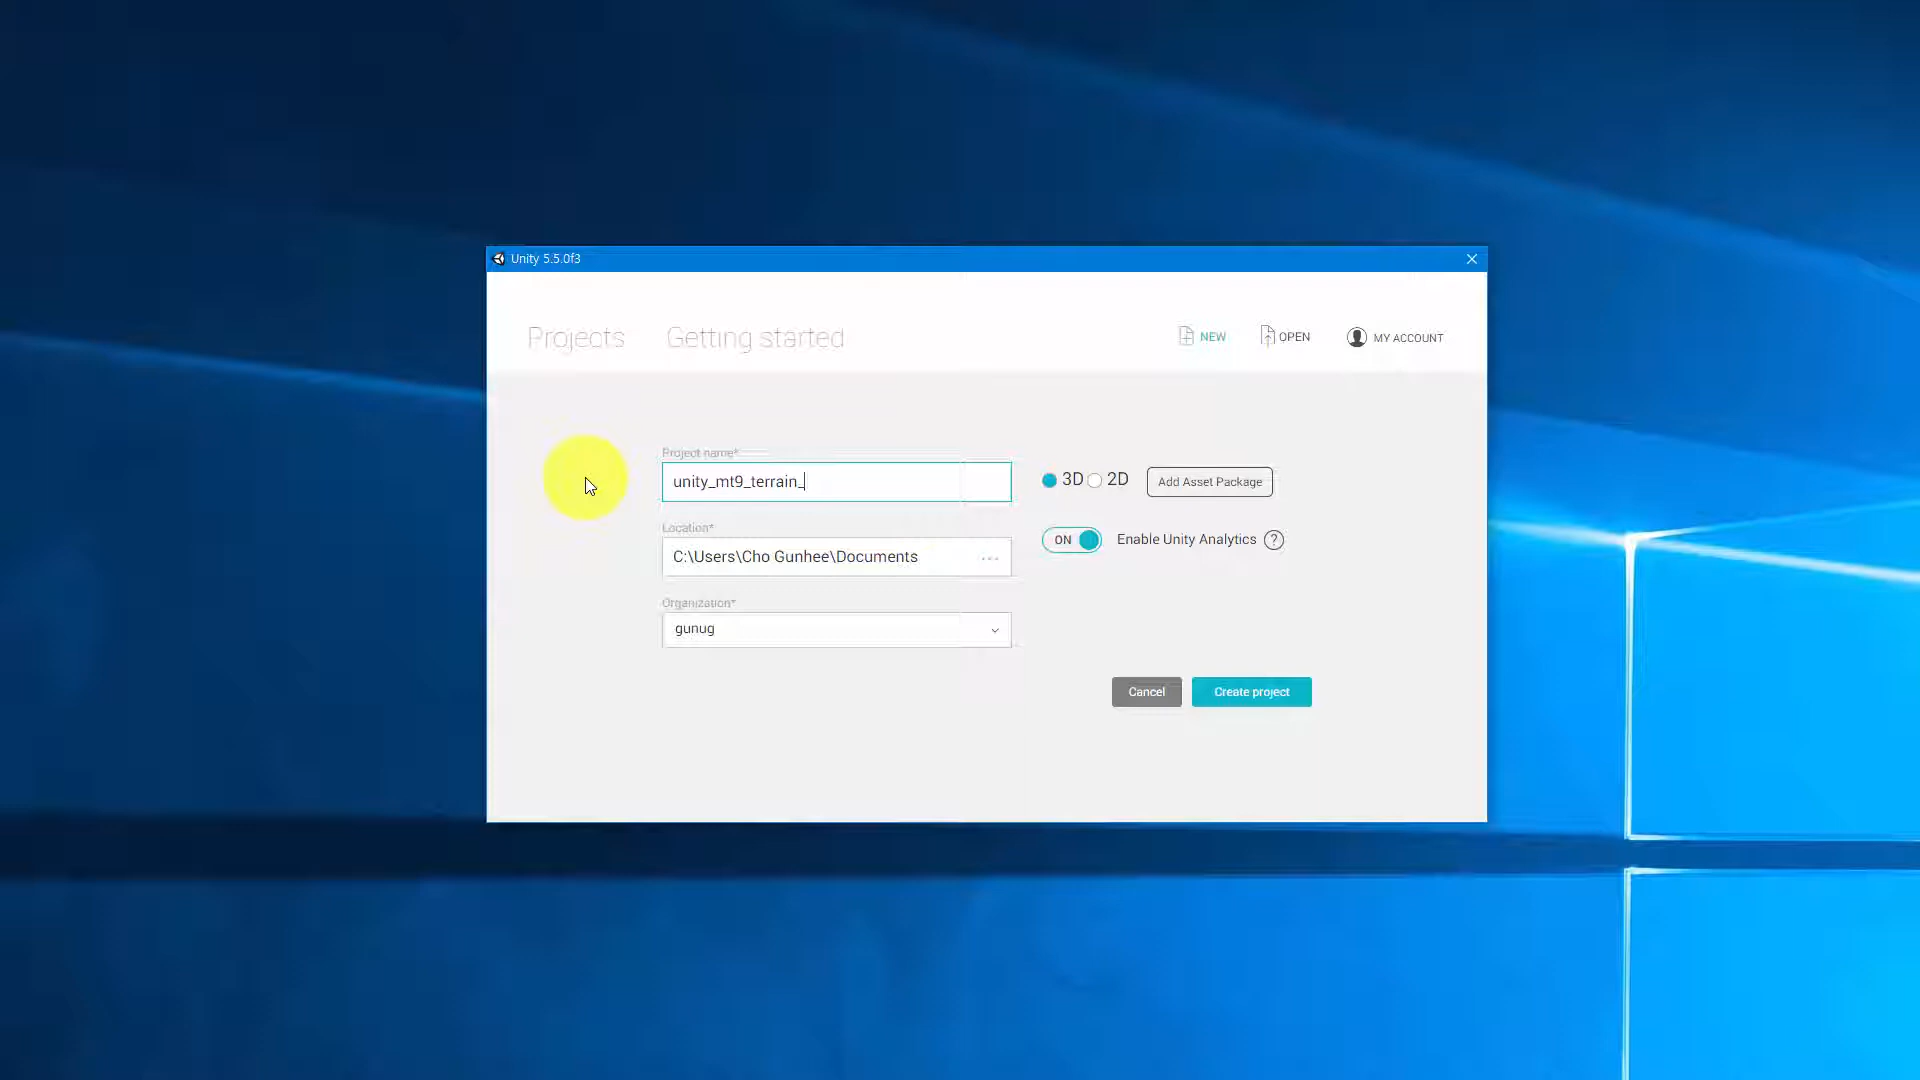 Unity 5.5.0f3
Projects
Getting started
NEW
OPEN
MY ACCOUNT
Project name*
unity_mt9_terrain_
3D
2D
Add Asset Package
Location*
C:\Users\Cho Gunhee\Documents
ON
Enable Unity Analytics
?
Organization*
gunug
Cancel
Create project